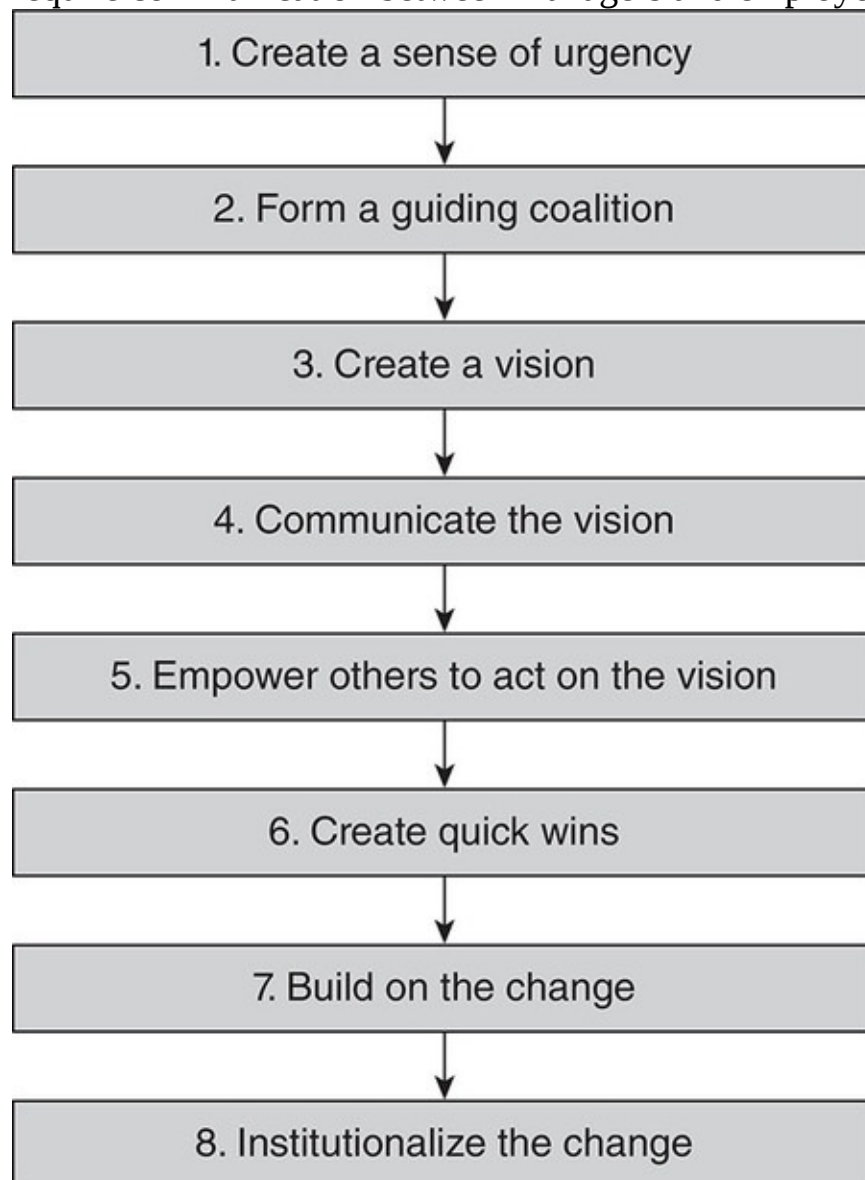 1. Create a sense of urgency
2. Form a guiding coalition
3. Create a vision
4. Communicate the vision
5. Empower others to act on the vision
6. Create quick wins
7. Build on the change
8. Institutionalize the change